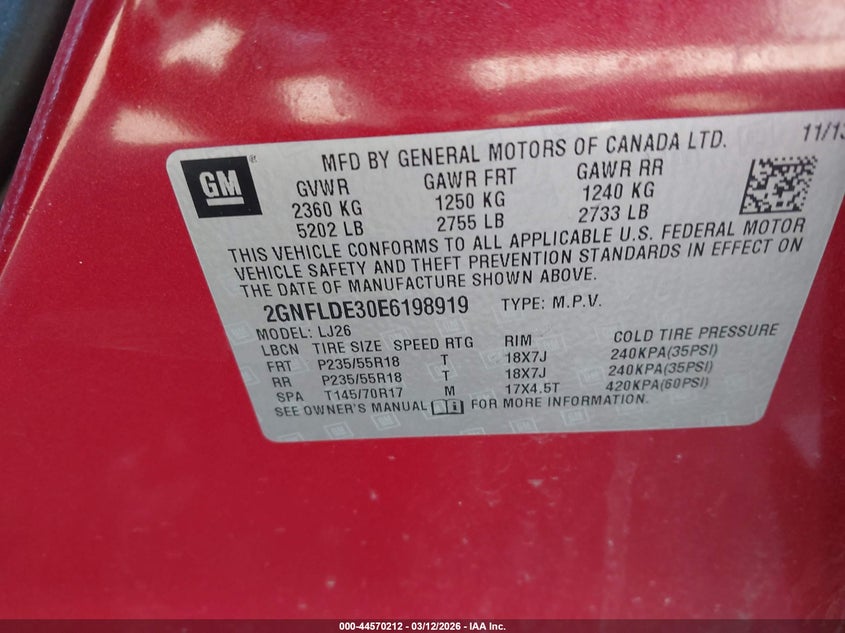 MFD BY GENERAL MOTORS OF CANADA LTD. 11/13
GM ®
GVWR GAWR FRT GAWR RR
2360 KG 1250 KG 1240 KG
5202 LB 2755 LB 2733 LB
THIS VEHICLE CONFORMS TO ALL APPLICABLE U.S. FEDERAL MOTOR
VEHICLE SAFETY AND THEFT PREVENTION STANDARDS IN EFFECT ON
THE DATE OF MANUFACTURE SHOWN ABOVE.
2GNFLDE30E6198919 TYPE: M.P.V.
MODEL: LJ26
LBCN TIRE SIZE SPEED RTG RIM COLD TIRE PRESSURE
FRT P235/55R18 T 18X7J 240KPA(35PSI)
RR P235/55R18 T 18X7J 240KPA(35PSI)
SPA T145/70R17 M 17X4.5T 420KPA(60PSI)
SEE OWNER'S MANUAL FOR MORE INFORMATION.
000-44570212 - 03/12/2026 - IAA Inc.